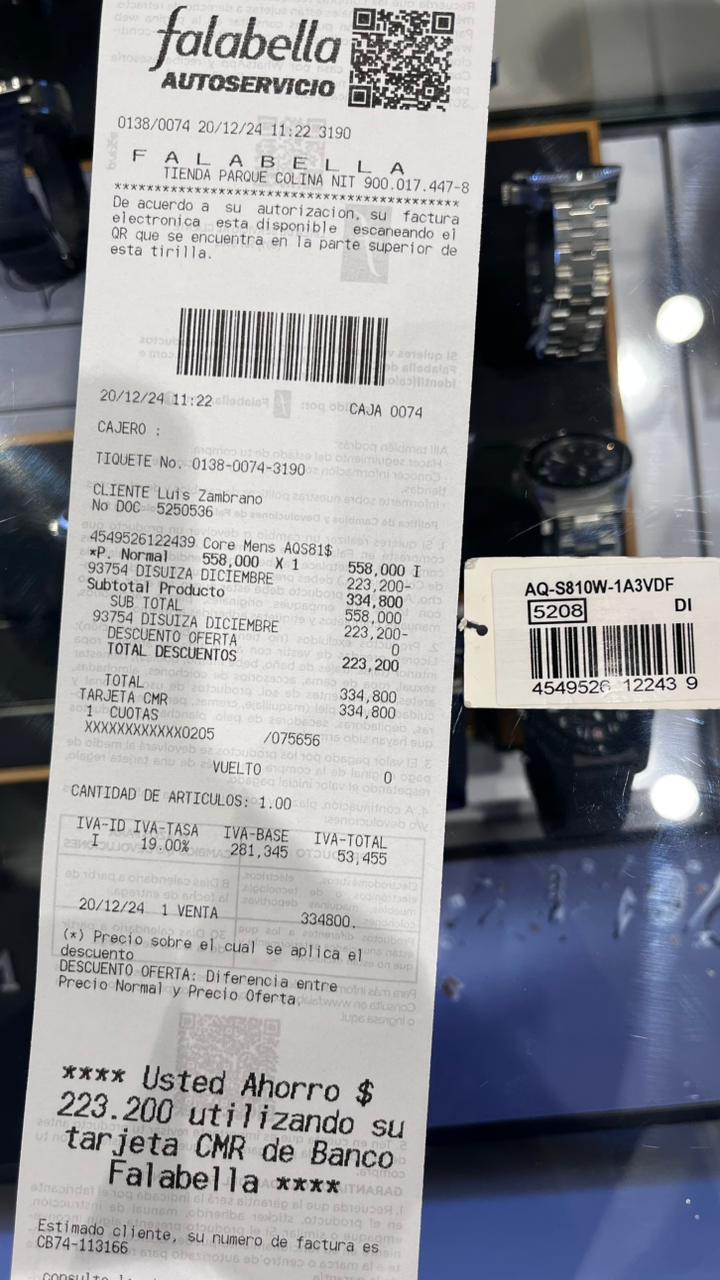 falabella
AUTOSERVICIO
0138/0074 20/12/24 11:22 3190
F A L A B E L L A
TIENDA PARQUE COLINA NIT 900.017.447-8
********************************************
De acuerdo a su autorizacion, su factura
electronica esta disponible escaneando el
QR que se encuentra en la parte superior de
esta tirilla.
20/12/24 11:22 CAJA 0074
CAJERO :
TIQUETE No. 0138-0074-3190
CLIENTE Luis Zambrano
No DOC 5250536
4549526122439 Core Mens AQS81$
*P. Normal 558,000 X 1 558,000 I
93754 DISUIZA DICIEMBRE 223,200-
Subtotal Producto 334,800
SUB TOTAL 558,000
93754 DISUIZA DICIEMBRE 223,200-
DESCUENTO OFERTA 0
TOTAL DESCUENTOS 223,200
TOTAL 334,800
TARJETA CMR 334,800
1 CUOTAS
XXXXXXXXXXXX0205 /075656
VUELTO 0
CANTIDAD DE ARTICULOS: 1.00
IVA-ID IVA-TASA IVA-BASE IVA-TOTAL
I 19.00% 281,345 53,455
20/12/24 1 VENTA 334800.
(*) Precio sobre el cual se aplica el
descuento
DESCUENTO OFERTA: Diferencia entre
Precio Normal y Precio Oferta.
**** Usted Ahorro $
223.200 utilizando su
tarjeta CMR de Banco
Falabella ****
Estimado cliente, su numero de factura es
CB74-113166
AQ-S810W-1A3VDF
5208 DI
4549526 12243 9